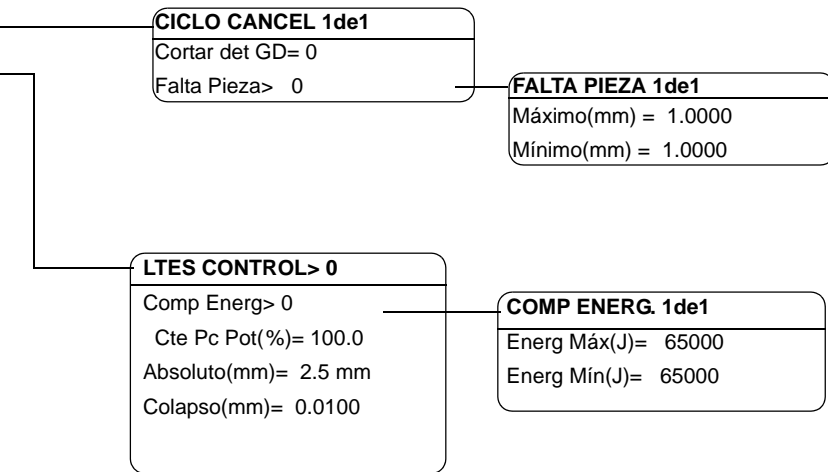 CICLO CANCEL 1de1
Cortar det GD= 0
Falta Pieza> 0
FALTA PIEZA 1de1
Máximo(mm) = 1.0000
Mínimo(mm) = 1.0000
LTES CONTROL> 0
Comp Energ> 0
Cte Pc Pot(%)= 100.0
Absoluto(mm)= 2.5 mm
Colapso(mm)= 0.0100
COMP ENERG. 1de1
Energ Máx(J)= 65000
Energ Mín(J)= 65000